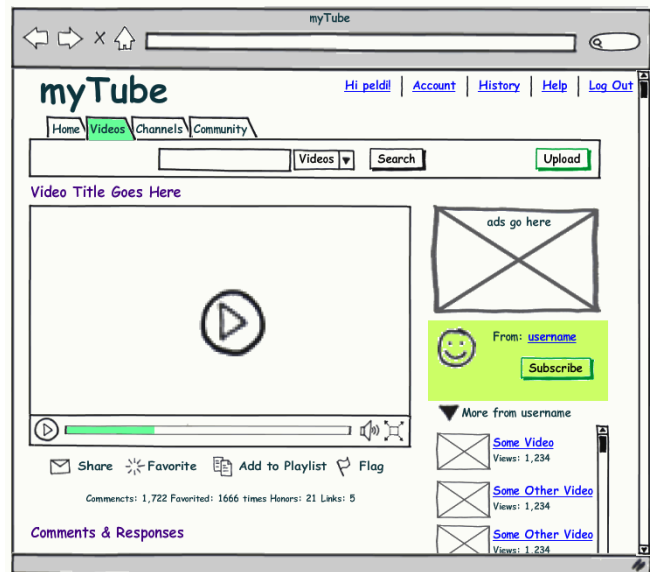 myTube
myTube
Hi peldi! Account History Help Log Out
Home Videos Channels Community
Videos Search Upload
Video Title Goes Here
ads go here
From: username
Subscribe
More from username
Some Video
Views: 1,234
Some Other Video
Views: 1,234
Some Other Video
Views: 1,234
Share Favorite Add to Playlist Flag
Commencts: 1,722 Favorited: 1666 times Honors: 21 Links: 5
Comments & Responses